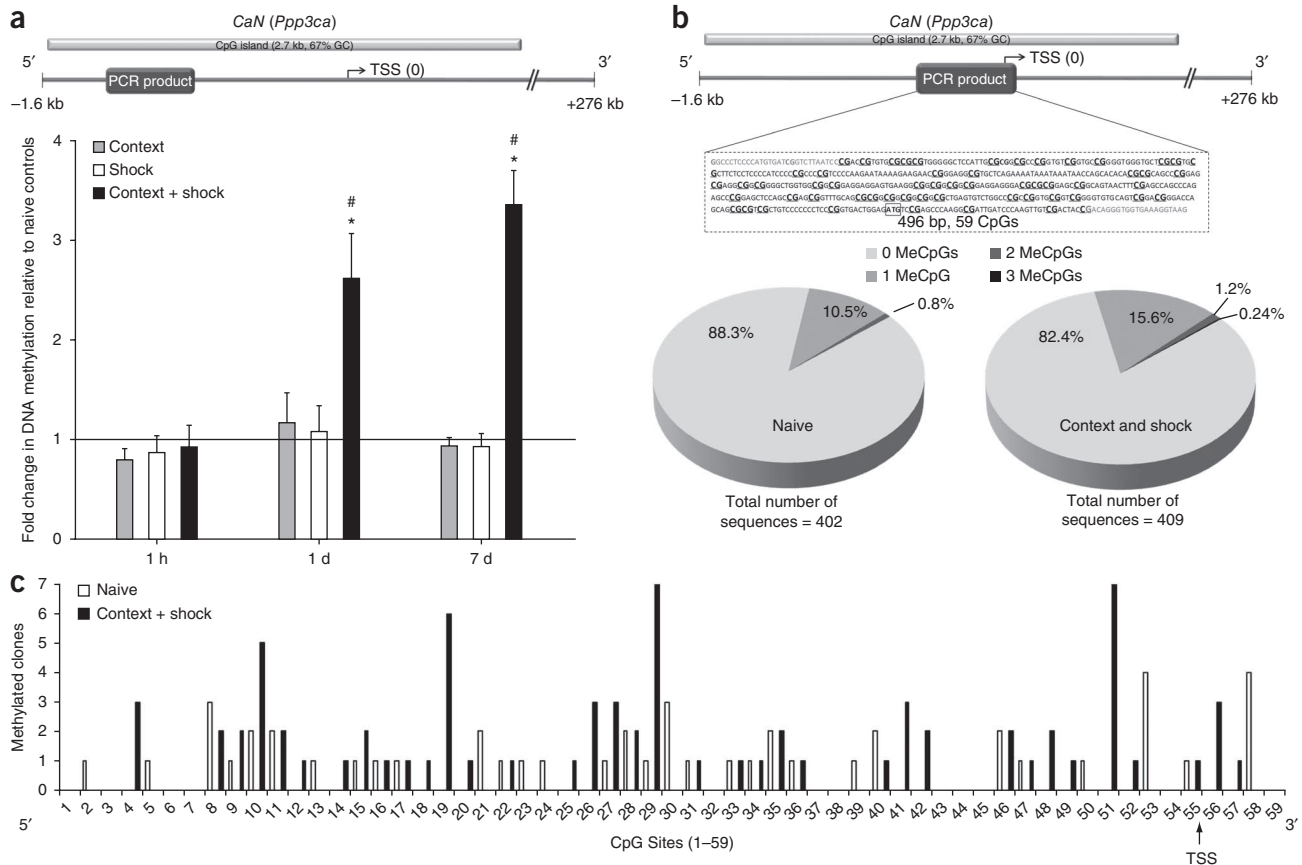 a
CaN (Ppp3ca)
CpG island (2.7 kb, 67% GC)
5′
3′
PCR product
TSS (0)
–1.6 kb
+276 kb
Fold change in DNA methylation relative to naive controls
4
3
2
1
0
Context
Shock
Context + shock
#
*
#
*
1 h
1 d
7 d
b
CaN (Ppp3ca)
CpG island (2.7 kb, 67% GC)
5′
3′
PCR product
TSS (0)
–1.6 kb
+276 kb
496 bp, 59 CpGs
0 MeCpGs
2 MeCpGs
1 MeCpG
3 MeCpGs
88.3%
10.5%
0.8%
Naive
Total number of
sequences = 402
82.4%
15.6%
1.2%
0.24%
Context and shock
Total number of
sequences = 409
c
Methylated clones
7
6
5
4
3
2
1
0
Naive
Context + shock
1 2 3 4 5 6 7 8 9 10 11 12 13 14 15 16 17 18 19 20 21 22 23 24 25 26 27 28 29 30 31 32 33 34 35 36 37 38 39 40 41 42 43 44 45 46 47 48 49 50 51 52 53 54 55 56 57 58 59
5′
3′
CpG Sites (1–59)
TSS